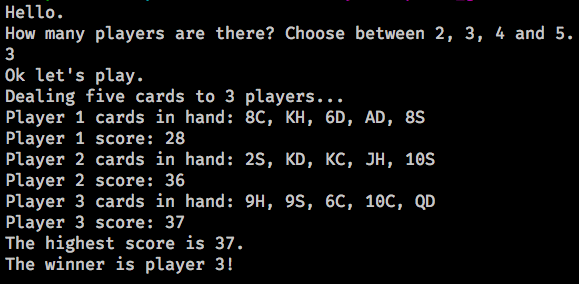 Hello.
How many players are there? Choose between 2, 3, 4 and 5.
3
Ok let's play.
Dealing five cards to 3 players...
Player 1 cards in hand: 8C, KH, 6D, AD, 8S
Player 1 score: 28
Player 2 cards in hand: 2S, KD, KC, JH, 10S
Player 2 score: 36
Player 3 cards in hand: 9H, 9S, 6C, 10C, QD
Player 3 score: 37
The highest score is 37.
The winner is player 3!